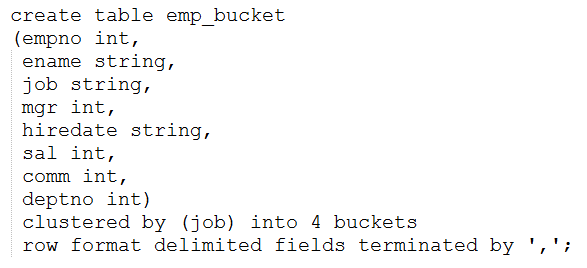 create table emp_bucket
(empno int,
ename string,
job string,
mgr int,
hiredate string,
sal int,
comm int,
deptno int)
clustered by (job) into 4 buckets
row format delimited fields terminated by ',';